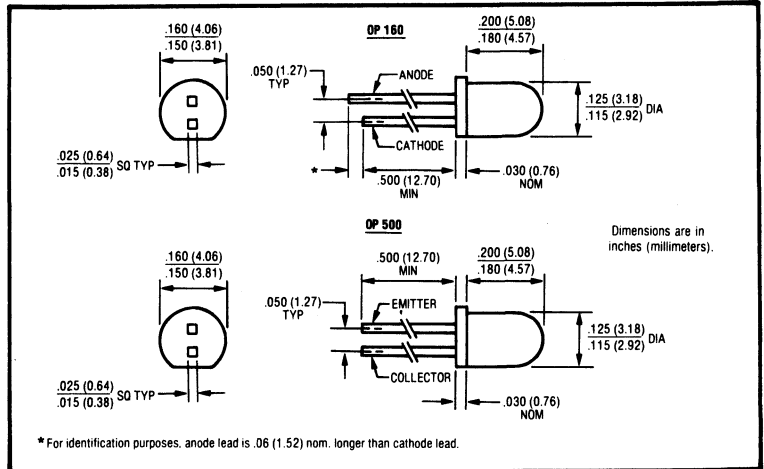 OP 160
.160 (4.06)
.150 (3.81)
.025 (0.64)
.015 (0.38) SQ TYP
.050 (1.27)
TYP
ANODE
CATHODE
*
.500 (12.70)
MIN
.200 (5.08)
.180 (4.57)
.125 (3.18)
.115 (2.92) DIA
.030 (0.76)
NOM
Dimensions are in
inches (millimeters).
OP 500
.160 (4.06)
.150 (3.81)
.025 (0.64)
.015 (0.38) SQ TYP
.050 (1.27)
TYP
.500 (12.70)
MIN
EMITTER
COLLECTOR
.200 (5.08)
.180 (4.57)
.125 (3.18)
.115 (2.92) DIA
.030 (0.76)
NOM
* For identification purposes, anode lead is .06 (1.52) nom. longer than cathode lead.